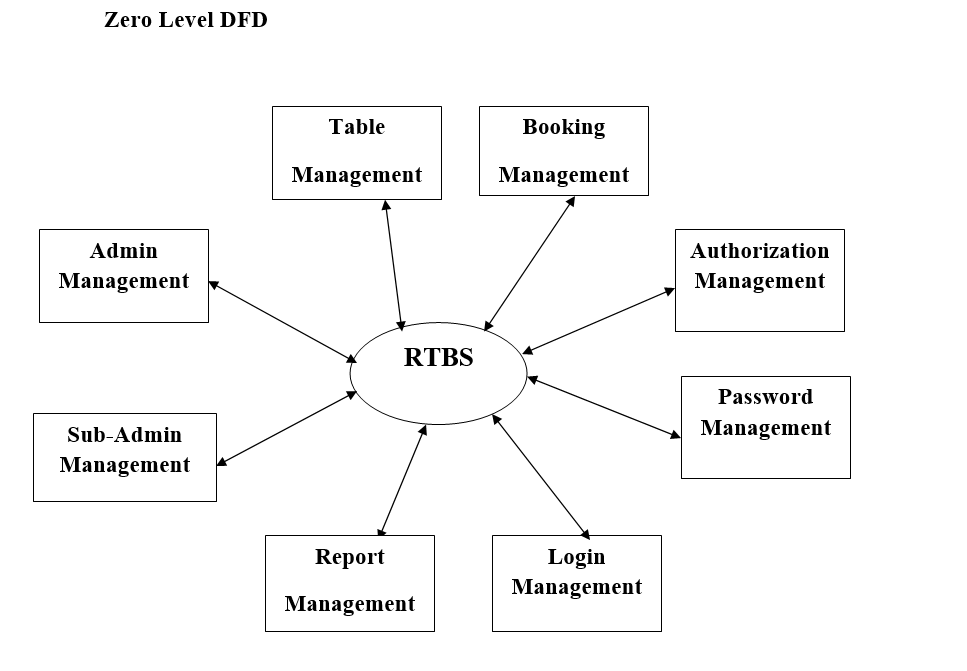 Zero Level DFD
Table
Management
Booking
Management
Admin
Management
Authorization
Management
RTBS
Password
Management
Sub-Admin
Management
Report
Management
Login
Management